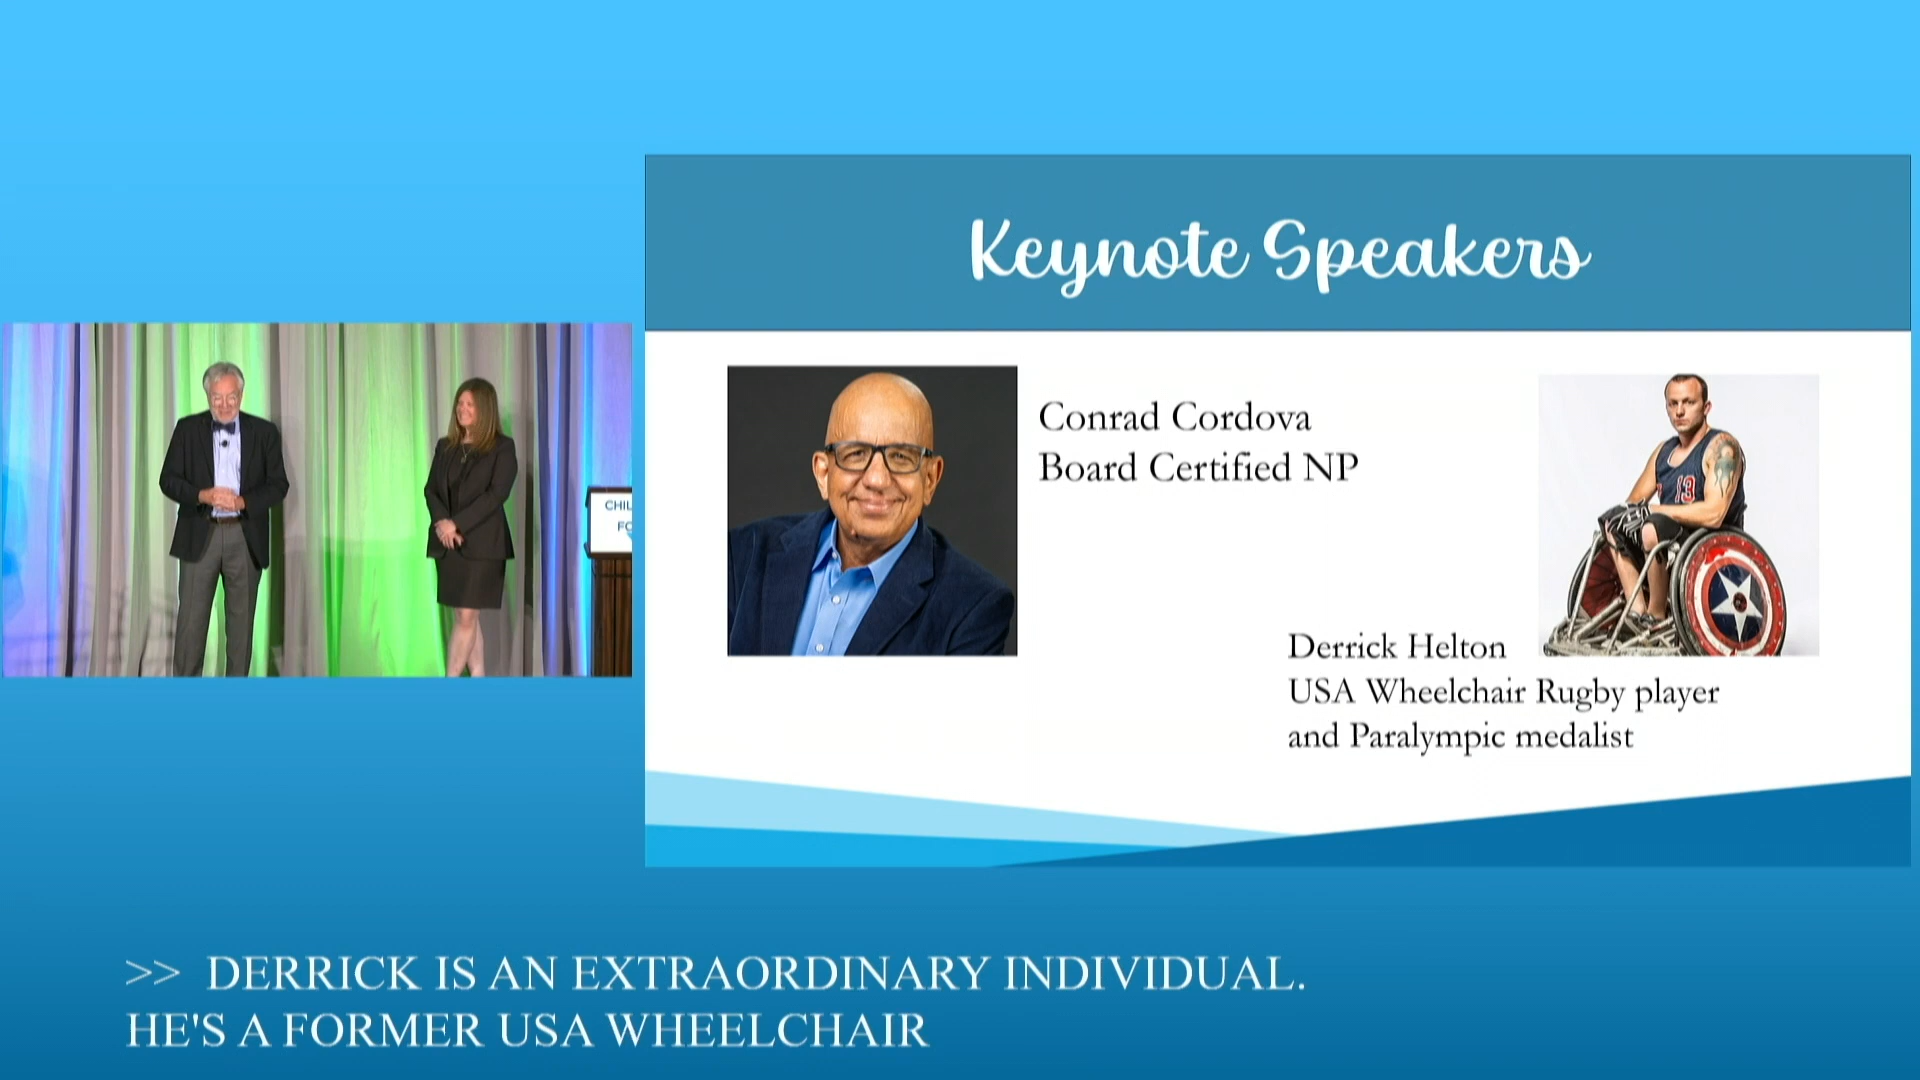 Keynote Speakers
Conrad Cordova
Board Certified NP
13
Derrick Helton
USA Wheelchair Rugby player
and Paralympic medalist
>> DERRICK IS AN EXTRAORDINARY INDIVIDUAL.
HE'S A FORMER USA WHEELCHAIR